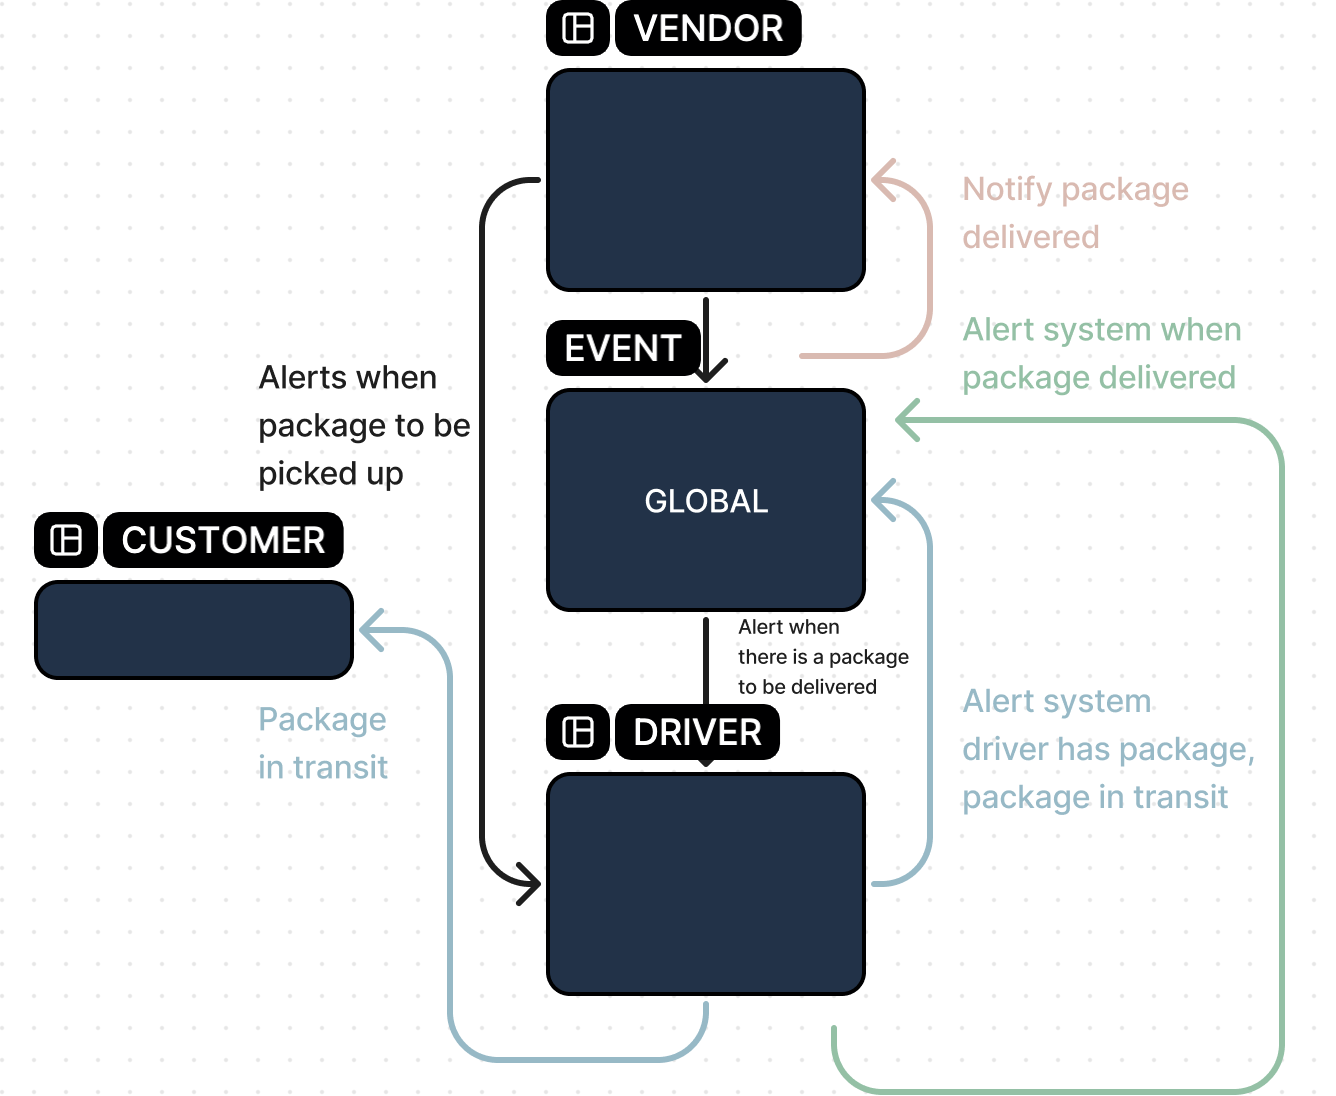 VENDOR
Notify package
delivered
EVENT
Alert system when
package delivered
Alerts when
package to be
picked up
GLOBAL
CUSTOMER
Alert when
there is a package
to be delivered
Package
in transit
DRIVER
Alert system
driver has package,
package in transit